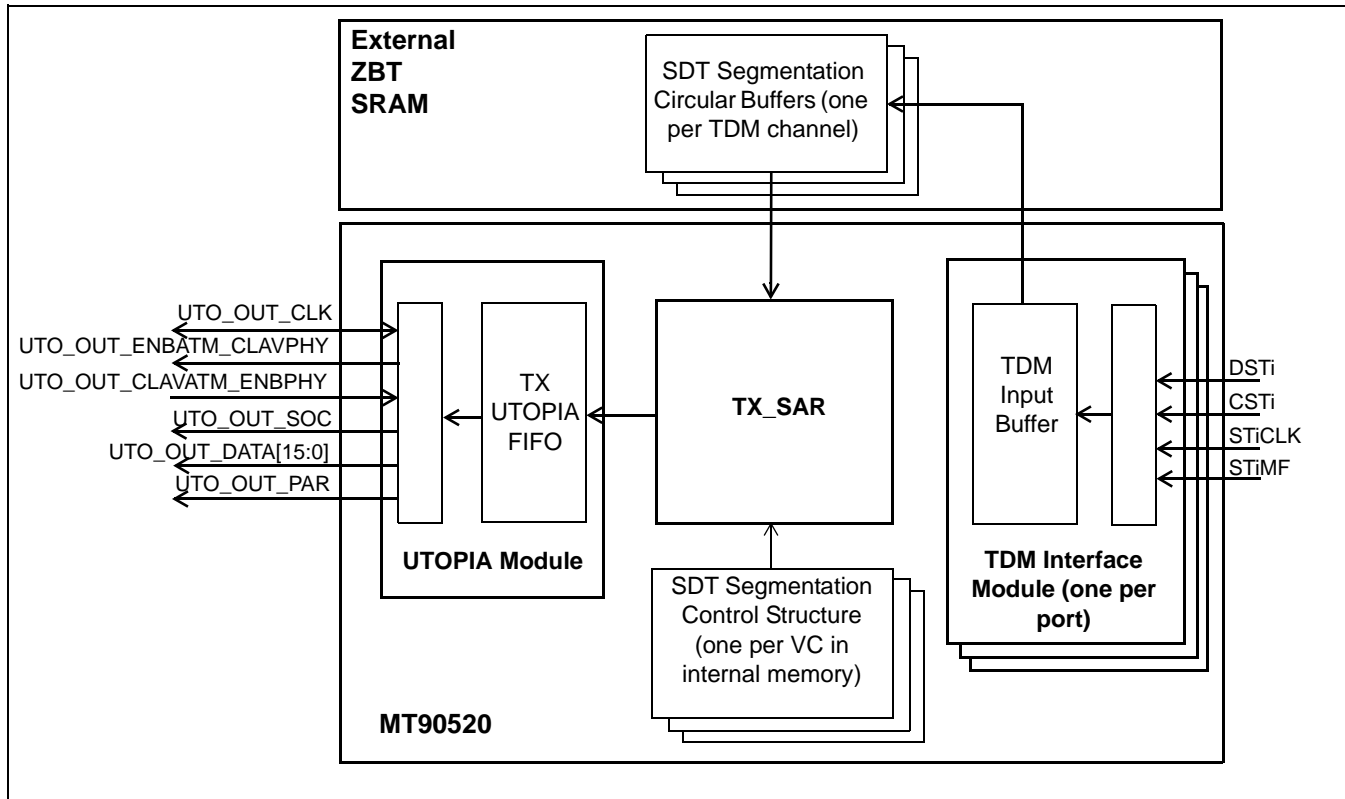 External
ZBT
SRAM
SDT Segmentation
Circular Buffers (one
per TDM channel)
UTO_OUT_CLK
UTO_OUT_ENBATM_CLAVPHY
UTO_OUT_CLAVATM_ENBPHY
UTO_OUT_SOC
UTO_OUT_DATA[15:0]
UTO_OUT_PAR
TX
UTOPIA
FIFO
UTOPIA Module
TX_SAR
SDT Segmentation
Control Structure
(one per VC in
internal memory)
TDM
Input
Buffer
TDM Interface
Module (one per
port)
DSTi
CSTi
STiCLK
STiMF
MT90520